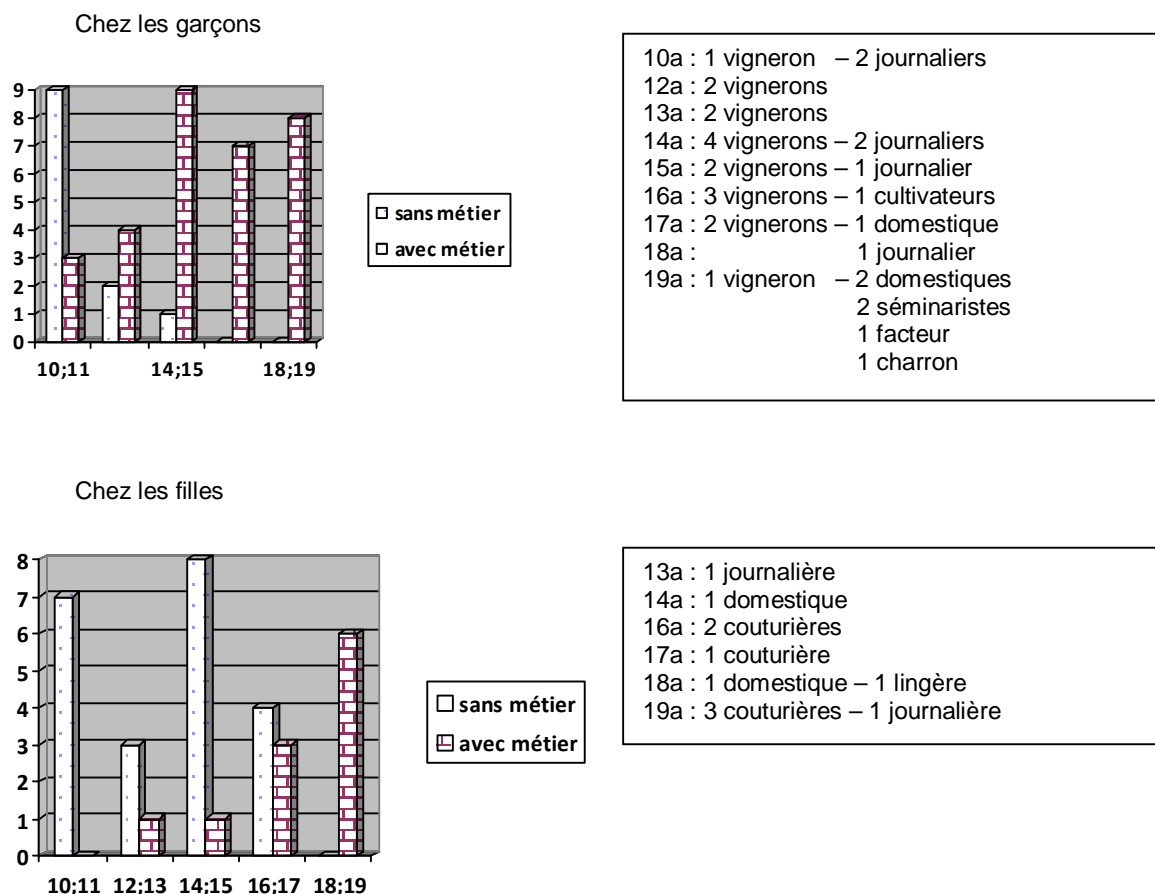 Chez les garçons
9
8
7
6
5
4
3
2
1
0
10;11 14;15 18;19
sans métier
avec métier
10a : 1 vigneron – 2 journaliers
12a : 2 vignerons
13a : 2 vignerons
14a : 4 vignerons – 2 journaliers
15a : 2 vignerons – 1 journalier
16a : 3 vignerons – 1 cultivateurs
17a : 2 vignerons – 1 domestique
18a : 1 journalier
19a : 1 vigneron – 2 domestiques
2 séminaristes
1 facteur
1 charron
Chez les filles
8
7
6
5
4
3
2
1
0
10;11 12;13 14;15 16;17 18;19
sans métier
avec métier
13a : 1 journalière
14a : 1 domestique
16a : 2 couturières
17a : 1 couturière
18a : 1 domestique – 1 lingère
19a : 3 couturières – 1 journalière